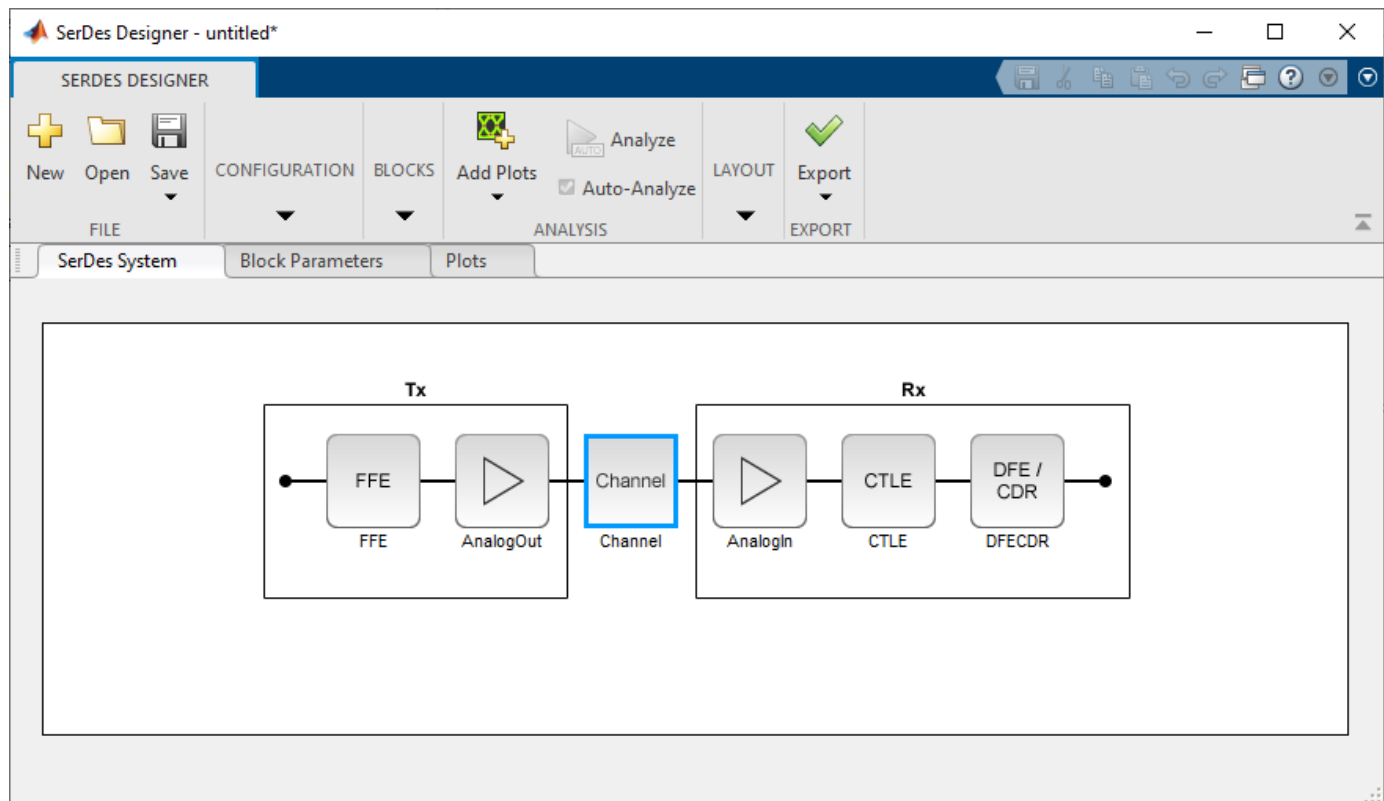 SerDes Designer - untitled*
SERDES DESIGNER
New
Open
Save
FILE
CONFIGURATION
BLOCKS
Add Plots
AUTO
Analyze
Auto-Analyze
ANALYSIS
LAYOUT
Export
EXPORT
SerDes System
Block Parameters
Plots
Tx
Rx
FFE
Channel
CTLE
DFE /
CDR
FFE
AnalogOut
Channel
AnalogIn
CTLE
DFECDR